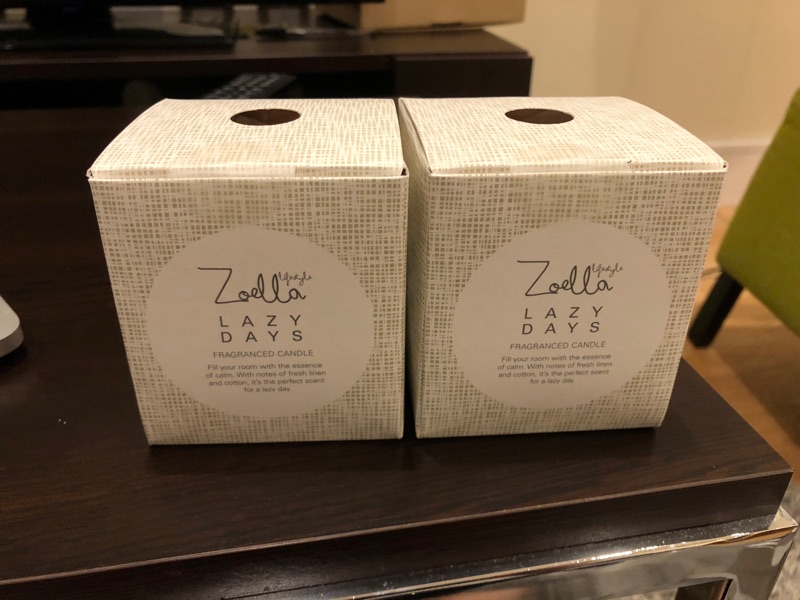 Zoella lifestyle
LAZY
DAYS
FRAGRANCED CANDLE
Fill your room with the essence
of calm. With notes of fresh linen
and cotton, it's the perfect scent
for a lazy day.
Zoella lifestyle
LAZY
DAYS
FRAGRANCED CANDLE
Fill your room with the essence
of calm. With notes of fresh linen
and cotton, it's the perfect scent
for a lazy day.